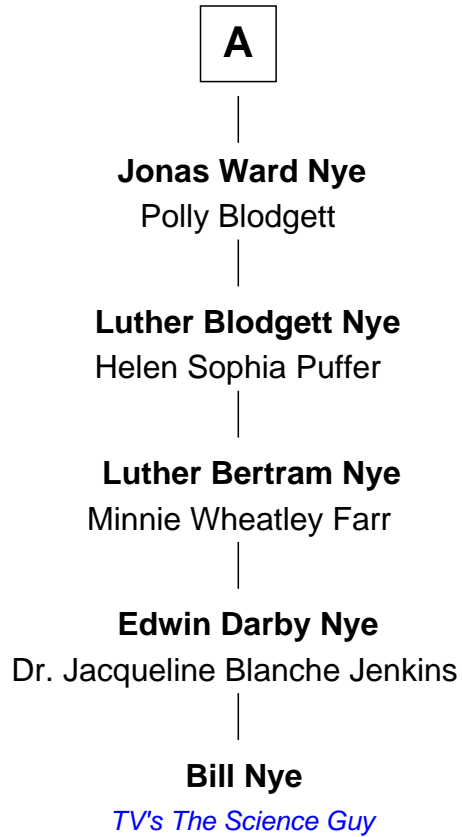 A
Jonas Ward Nye
Polly Blodgett
Luther Blodgett Nye
Helen Sophia Puffer
Luther Bertram Nye
Minnie Wheatley Farr
Edwin Darby Nye
Dr. Jacqueline Blanche Jenkins
Bill Nye
TV's The Science Guy